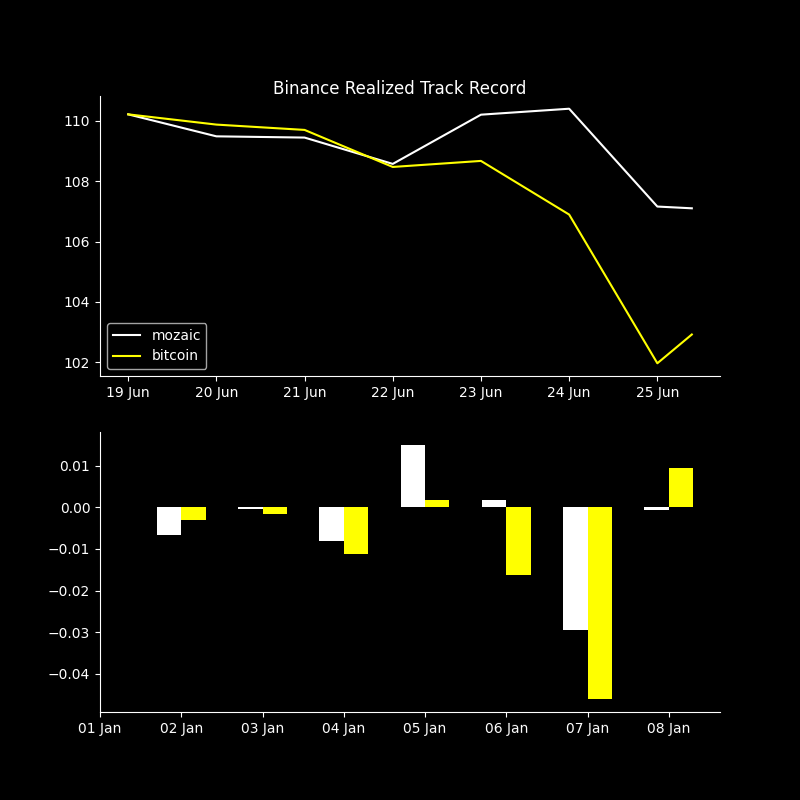 Binance Realized Track Record
110
108
106
104
102
mozaic
bitcoin
19 Jun 20 Jun 21 Jun 22 Jun 23 Jun 24 Jun 25 Jun
0.01
0.00
−0.01
−0.02
−0.03
−0.04
01 Jan 02 Jan 03 Jan 04 Jan 05 Jan 06 Jan 07 Jan 08 Jan